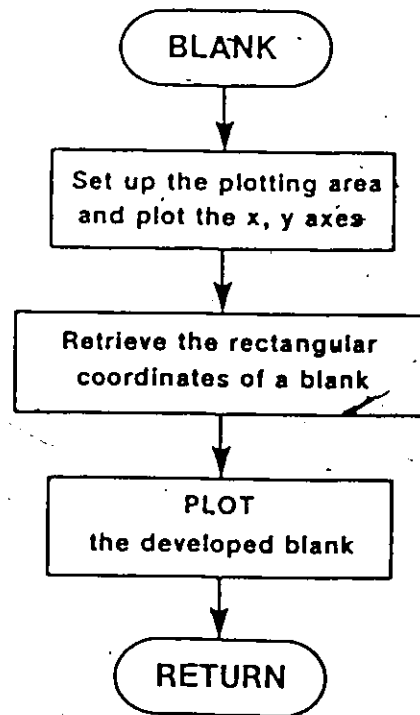 BLANK
Set up the plotting area
and plot the x, y axes
Retrieve the rectangular
coordinates of a blank
PLOT
the developed blank
RETURN